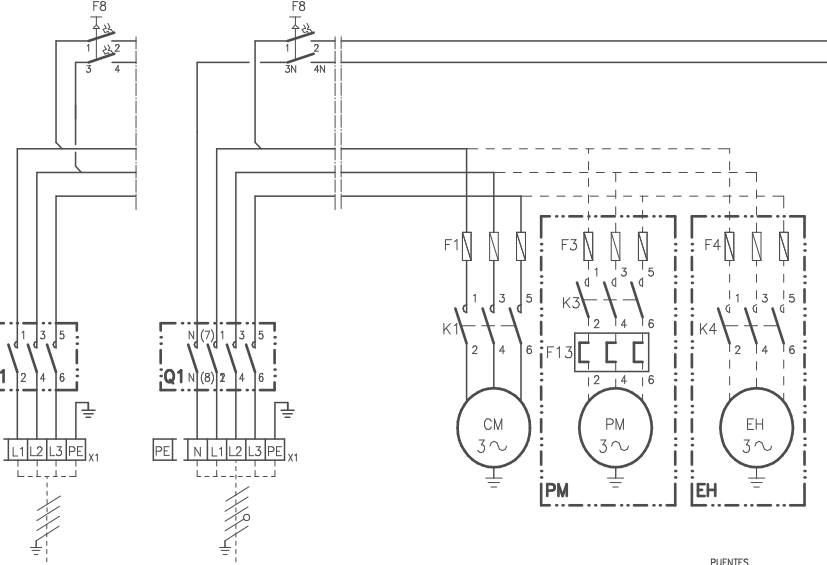 F8 F8
1 2 1 2
3 4 3N 4N
F1 F3 F4
1 3 5 1 3 5
K3
1 3 5 N (7) 1 3 5 1 3 5
K1 2 4 6 K4
2 4 6 2 4 6
F13
1 2 4 6 Q1 N (8) 2 4 6 2 4 6
CM PM EH
3~ 3~ 3~
L1 L2 L3 PE X1 PE N L1 L2 L3 PE X1
PM EH
PUENTES